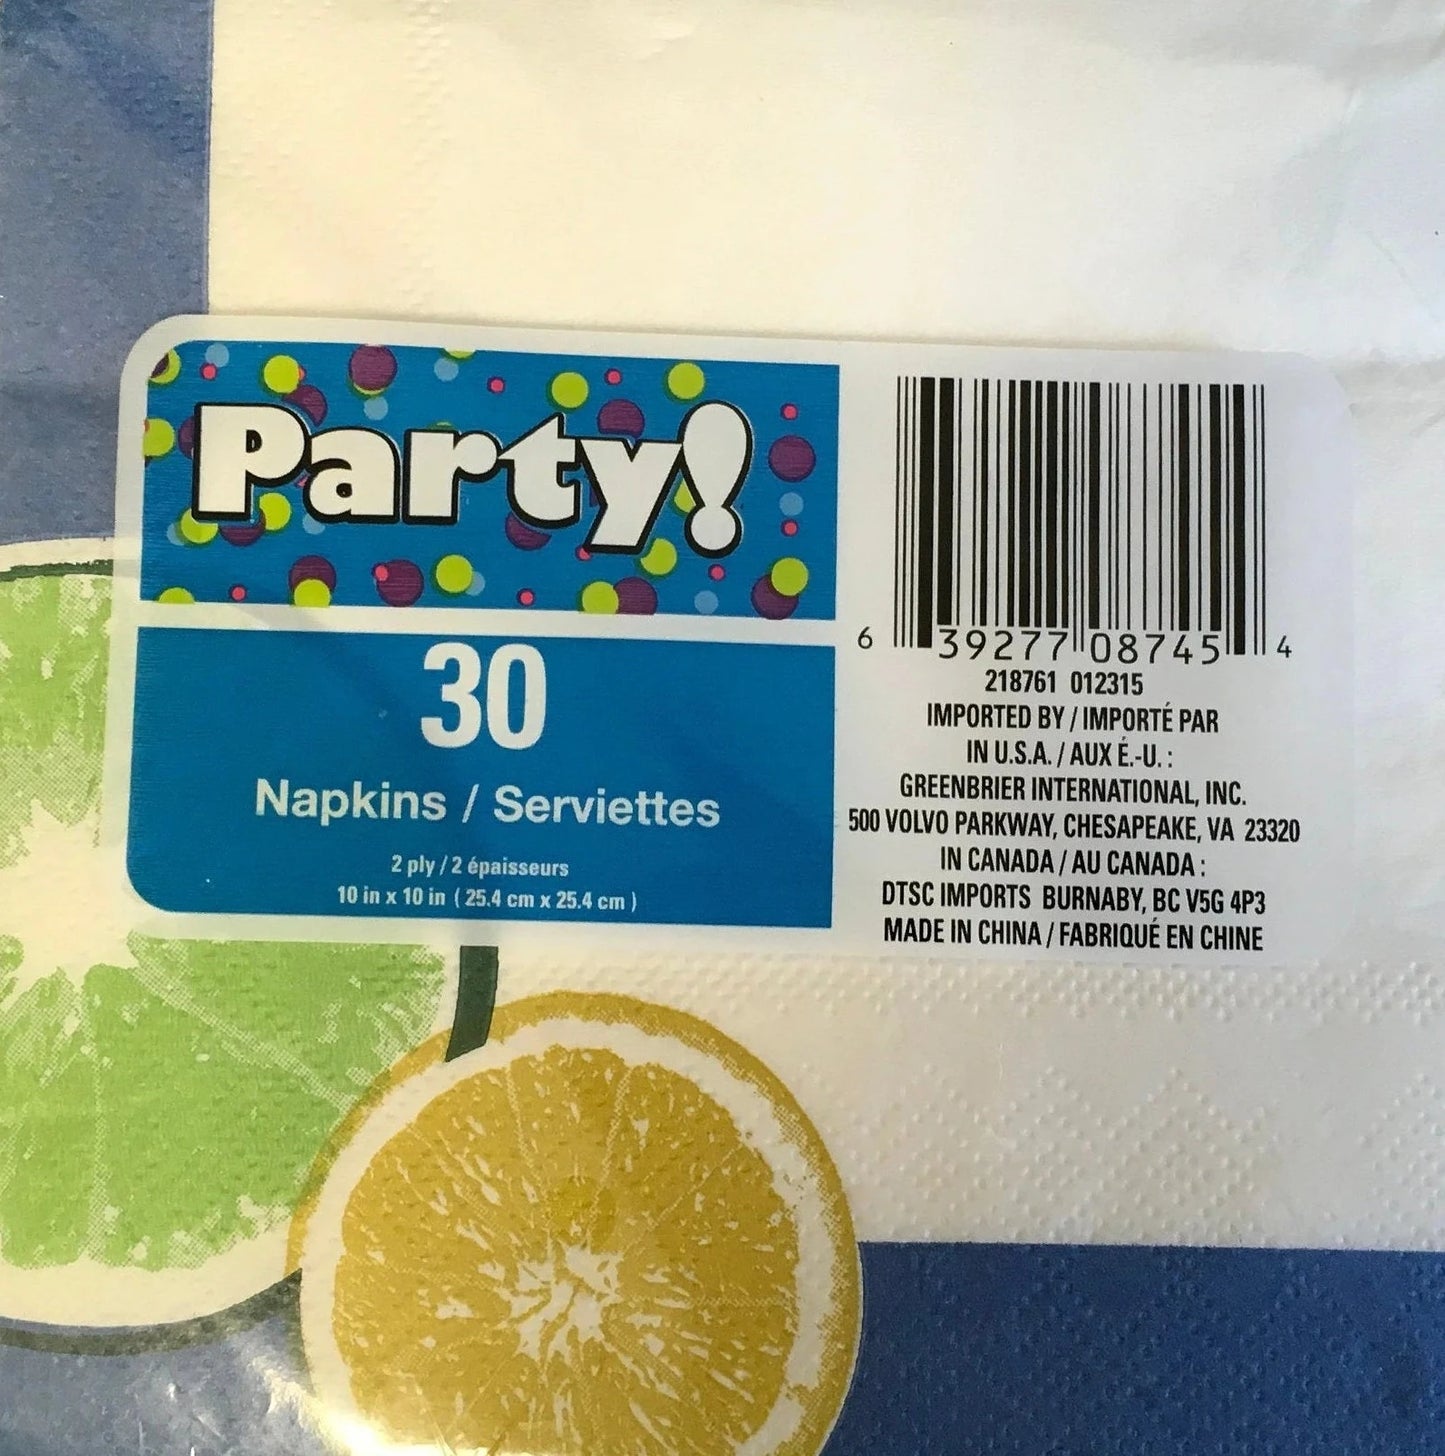 Party!
30
Napkins / Serviettes
2 ply / 2 épaisseurs
10 in x 10 in ( 25.4 cm x 25.4 cm )
6 39277 08745 4
218761 012315
IMPORTED BY / IMPORTÉ PAR
IN U.S.A. / AUX É.-U. :
GREENBRIER INTERNATIONAL, INC.
500 VOLVO PARKWAY, CHESAPEAKE, VA 23320
IN CANADA / AU CANADA :
DTSC IMPORTS BURNABY, BC V5G 4P3
MADE IN CHINA / FABRIQUÉ EN CHINE